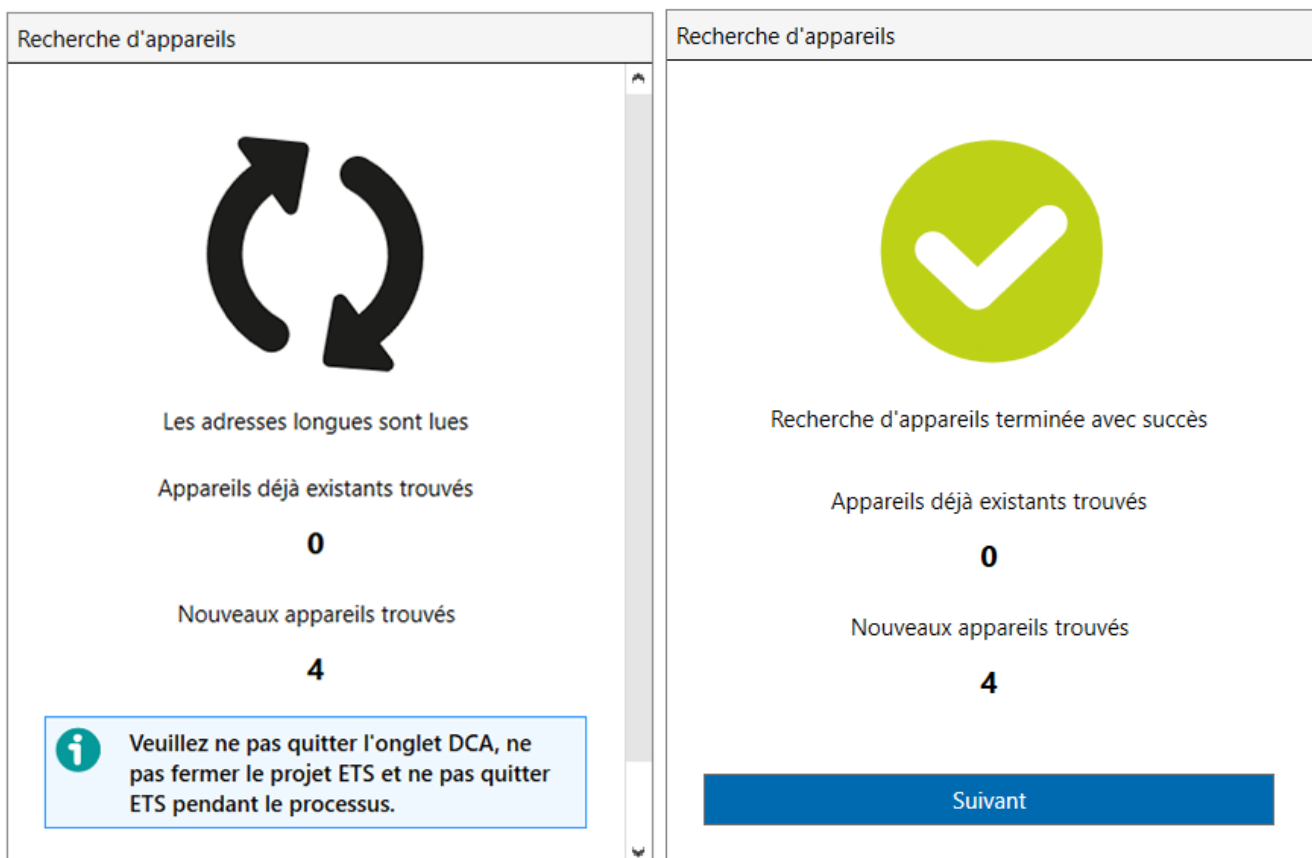 Recherche d'appareils
Les adresses longues sont lues
Appareils déjà existants trouvés
0
Nouveaux appareils trouvés
4
Veuillez ne pas quitter l'onglet DCA, ne
pas fermer le projet ETS et ne pas quitter
ETS pendant le processus.
Recherche d'appareils
Recherche d'appareils terminée avec succès
Appareils déjà existants trouvés
0
Nouveaux appareils trouvés
4
Suivant